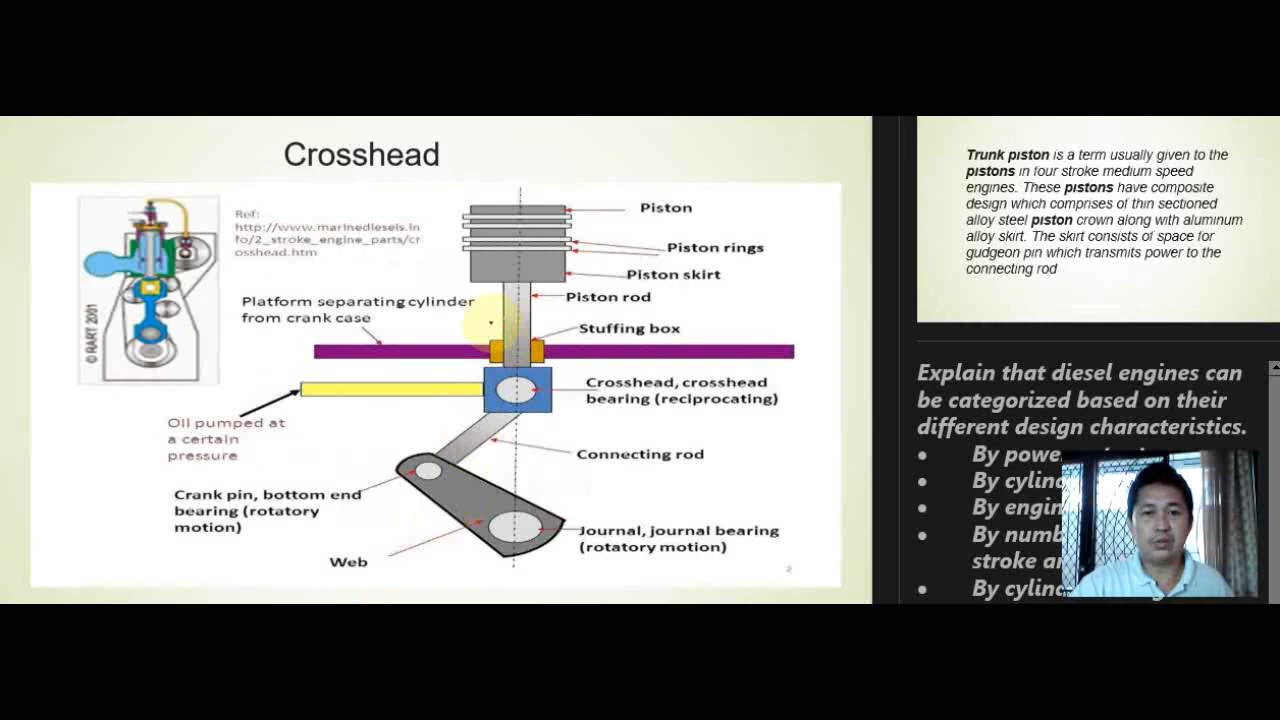 Crosshead
Ref:
http://www.marinediesels.in
fo/2_stroke_engine_parts/cr
osshead.htm
© RART 2001
Piston
Piston rings
Piston skirt
Piston rod
Platform separating cylinder
from crank case
Stuffing box
Crosshead, crosshead
bearing (reciprocating)
Oil pumped at
a certain
pressure
Connecting rod
Crank pin, bottom end
bearing (rotatory
motion)
Journal, journal bearing
(rotatory motion)
Web
2
Trunk piston is a term usually given to the
pistons in four stroke medium speed
engines. These pistons have composite
design which comprises of thin sectioned
alloy steel piston crown along with aluminum
alloy skirt. The skirt consists of space for
gudgeon pin which transmits power to the
connecting rod
Explain that diesel engines can
be categorized based on their
different design characteristics.
• By power
• By cylin
• By engin
• By numb
stroke a
• By cylin